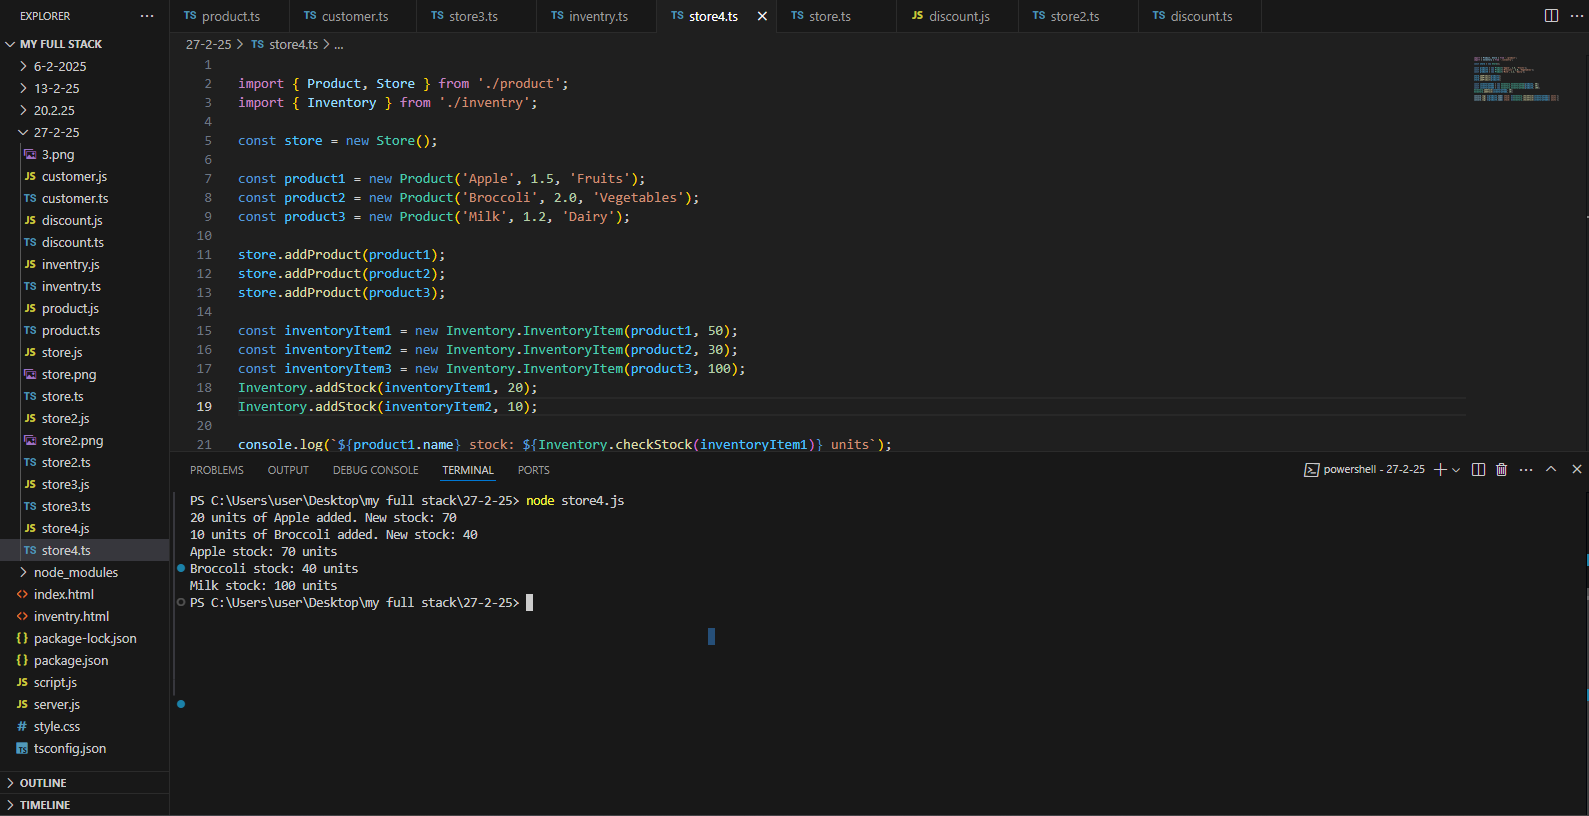 EXPLORER
MY FULL STACK
6-2-2025
13-2-25
20.2.25
27-2-25
3.png
JS customer.js
TS customer.ts
JS discount.js
TS discount.ts
JS inventry.js
TS inventry.ts
JS product.js
TS product.ts
JS store.js
store.png
TS store.ts
JS store2.js
store2.png
TS store2.ts
JS store3.js
TS store3.ts
JS store4.js
TS store4.ts
node_modules
<> index.html
<> inventry.html
{} package-lock.json
{} package.json
JS script.js
JS server.js
# style.css
TS tsconfig.json
OUTLINE
TIMELINE
TS product.ts TS customer.ts TS store3.ts TS inventry.ts TS store4.ts TS store.ts JS discount.js TS store2.ts TS discount.ts
27-2-25 > TS store4.ts > ...
1
2 import { Product, Store } from './product';
3 import { Inventory } from './inventry';
4
5 const store = new Store();
6
7 const product1 = new Product('Apple', 1.5, 'Fruits');
8 const product2 = new Product('Broccoli', 2.0, 'Vegetables');
9 const product3 = new Product('Milk', 1.2, 'Dairy');
10
11 store.addProduct(product1);
12 store.addProduct(product2);
13 store.addProduct(product3);
14
15 const inventoryItem1 = new Inventory.InventoryItem(product1, 50);
16 const inventoryItem2 = new Inventory.InventoryItem(product2, 30);
17 const inventoryItem3 = new Inventory.InventoryItem(product3, 100);
18 Inventory.addStock(inventoryItem1, 20);
19 Inventory.addStock(inventoryItem2, 10);
20
21 console.log(`${product1.name} stock: ${Inventory.checkStock(inventoryItem1)} units`);
PROBLEMS OUTPUT DEBUG CONSOLE TERMINAL PORTS
powershell - 27-2-25
PS C:\Users\user\Desktop\my full stack\27-2-25> node store4.js
20 units of Apple added. New stock: 70
10 units of Broccoli added. New stock: 40
Apple stock: 70 units
Broccoli stock: 40 units
Milk stock: 100 units
PS C:\Users\user\Desktop\my full stack\27-2-25>